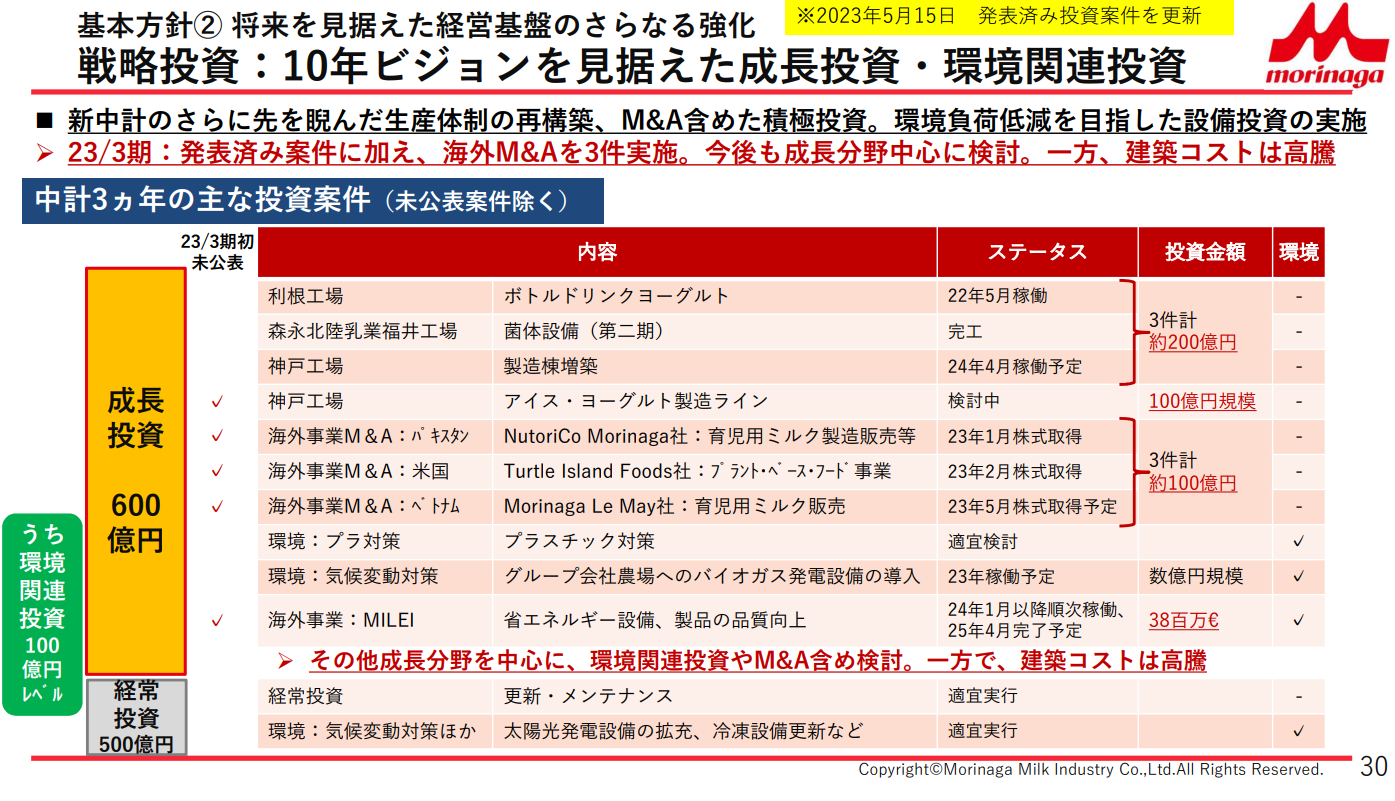 基本方針② 将来を見据えた経営基盤のさらなる強化
※2023年5月15日 発表済み投資案件を更新
戦略投資：10年ビジョンを見据えた成長投資・環境関連投資
morinaga
■ 新中計のさらに先を睨んだ生産体制の再構築、M&A含めた積極投資。環境負荷低減を目指した設備投資の実施
➢ 23/3期：発表済み案件に加え、海外M&Aを3件実施。今後も成長分野中心に検討。一方、建築コストは高騰
中計3ヵ年の主な投資案件（未公表案件除く）
23/3期初
未公表
内容 ステータス 投資金額 環境
利根工場 ボトルドリンクヨーグルト 22年5月稼働 -
森永北陸乳業福井工場 菌体設備（第二期） 完工 -
神戸工場 製造棟増築 24年4月稼働予定 -
3件計
約200億円
✓ 神戸工場 アイス・ヨーグルト製造ライン 検討中 100億円規模 -
✓ 海外事業M＆A：ﾊﾟｷｽﾀﾝ NutoriCo Morinaga社：育児用ミルク製造販売等 23年1月株式取得 -
✓ 海外事業M＆A：米国 Turtle Island Foods社：ﾌﾟﾗﾝﾄ･ﾍﾞｰｽ･ﾌｰﾄﾞ事業 23年2月株式取得 -
✓ 海外事業M＆A：ﾍﾞﾄﾅﾑ Morinaga Le May社：育児用ミルク販売 23年5月株式取得予定 -
3件計
約100億円
環境：プラ対策 プラスチック対策 適宜検討 ✓
環境：気候変動対策 グループ会社農場へのバイオガス発電設備の導入 23年稼働予定 数億円規模 ✓
✓ 海外事業：MILEI 省エネルギー設備、製品の品質向上 24年1月以降順次稼働、
25年4月完了予定 38百万€ ✓
➢ その他成長分野を中心に、環境関連投資やM&A含め検討。一方で、建築コストは高騰
経常投資 更新・メンテナンス 適宜実行 -
環境：気候変動対策ほか 太陽光発電設備の拡充、冷凍設備更新など 適宜実行 ✓
成長
投資
600
億円
うち
環境
関連
投資
100
億円
ﾚﾍﾞﾙ
経常
投資
500億円
Copyright©Morinaga Milk Industry Co.,Ltd.All Rights Reserved.
30